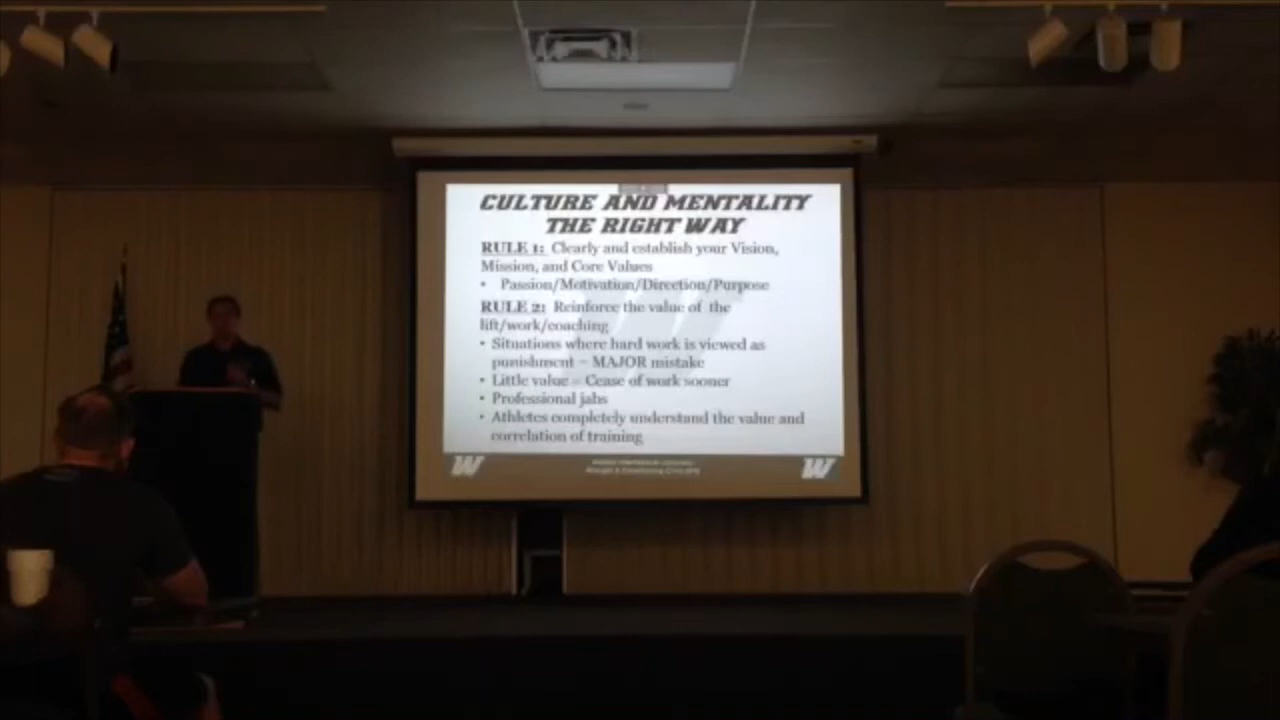 CULTURE AND MENTALITY
THE RIGHT WAY
RULE 1: Clearly and establish your Vision,
Mission, and Core Values
• Passion/Motivation/Direction/Purpose
RULE 2: Reinforce the value of the
lift/work/coaching
• Situations where hard work is viewed as
punishment – MAJOR mistake
• Little value – Cease of work sooner
• Professional jabs
• Athletes completely understand the value and
correlation of training
W
W